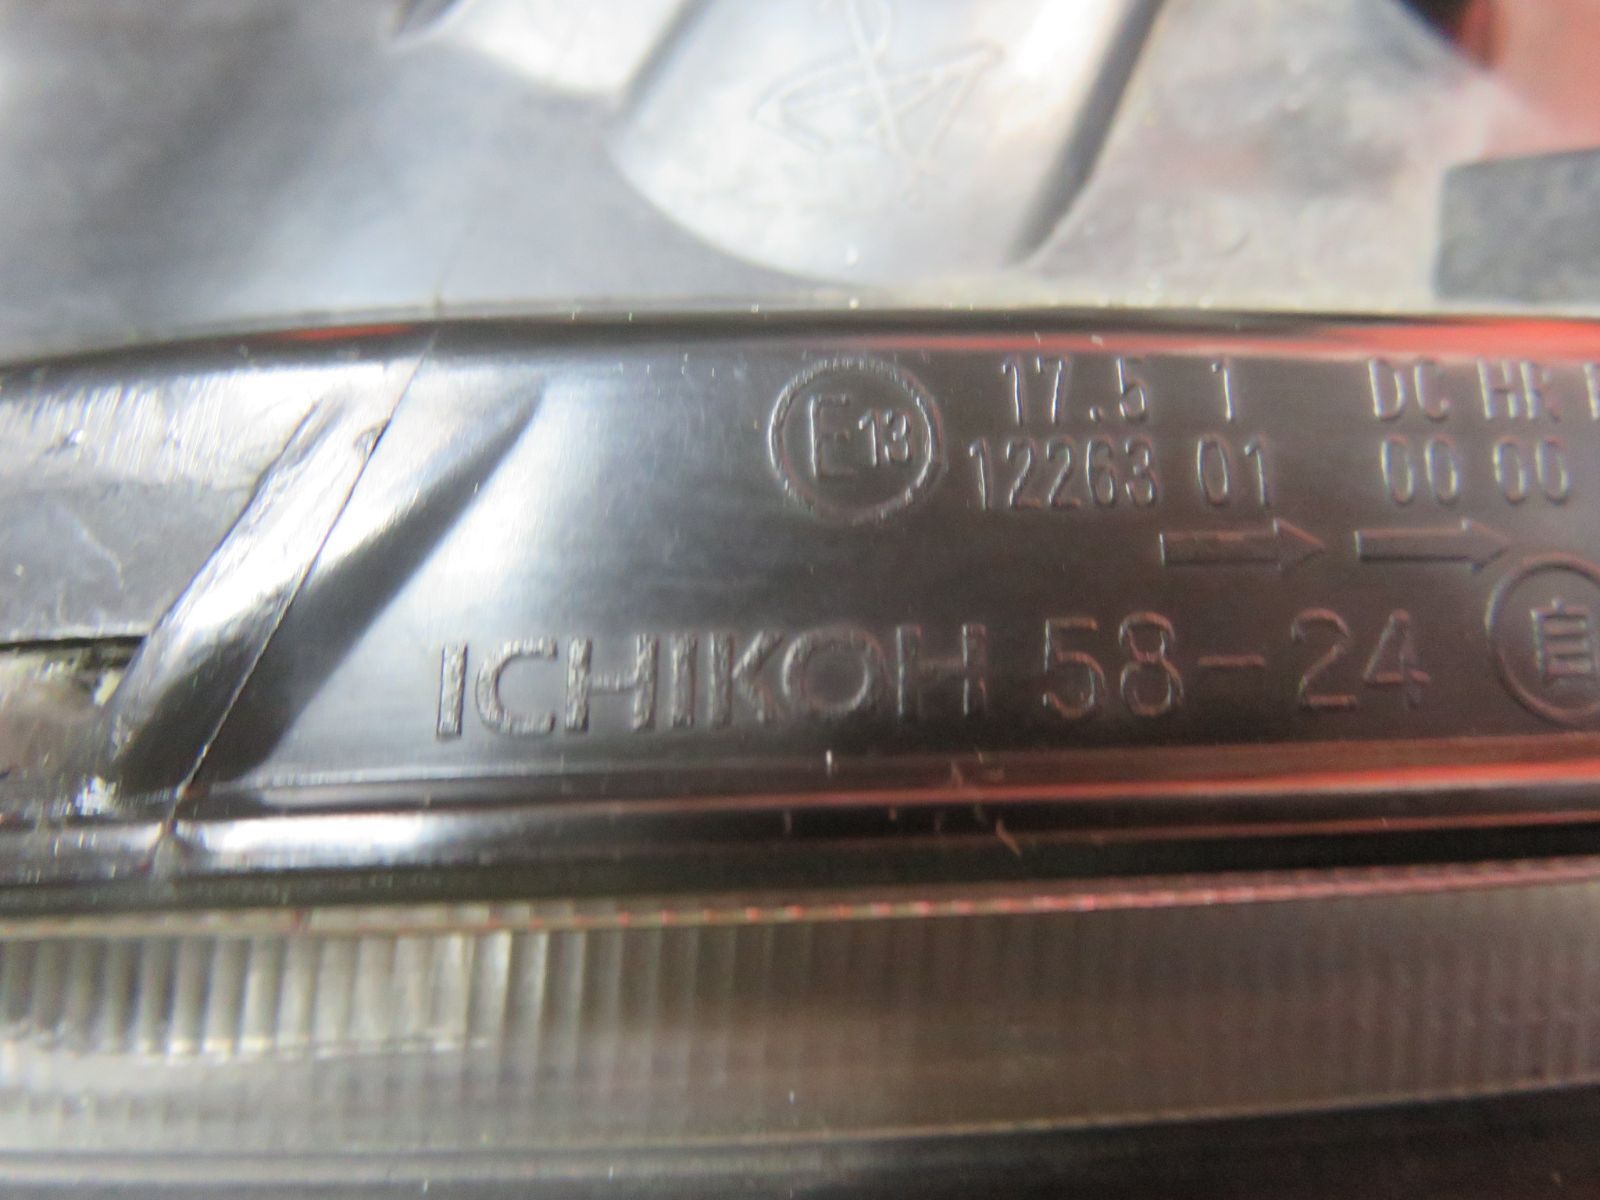 E13 17.5 1 DC HR
12263 01 00 00
ICHIKOH 58-24